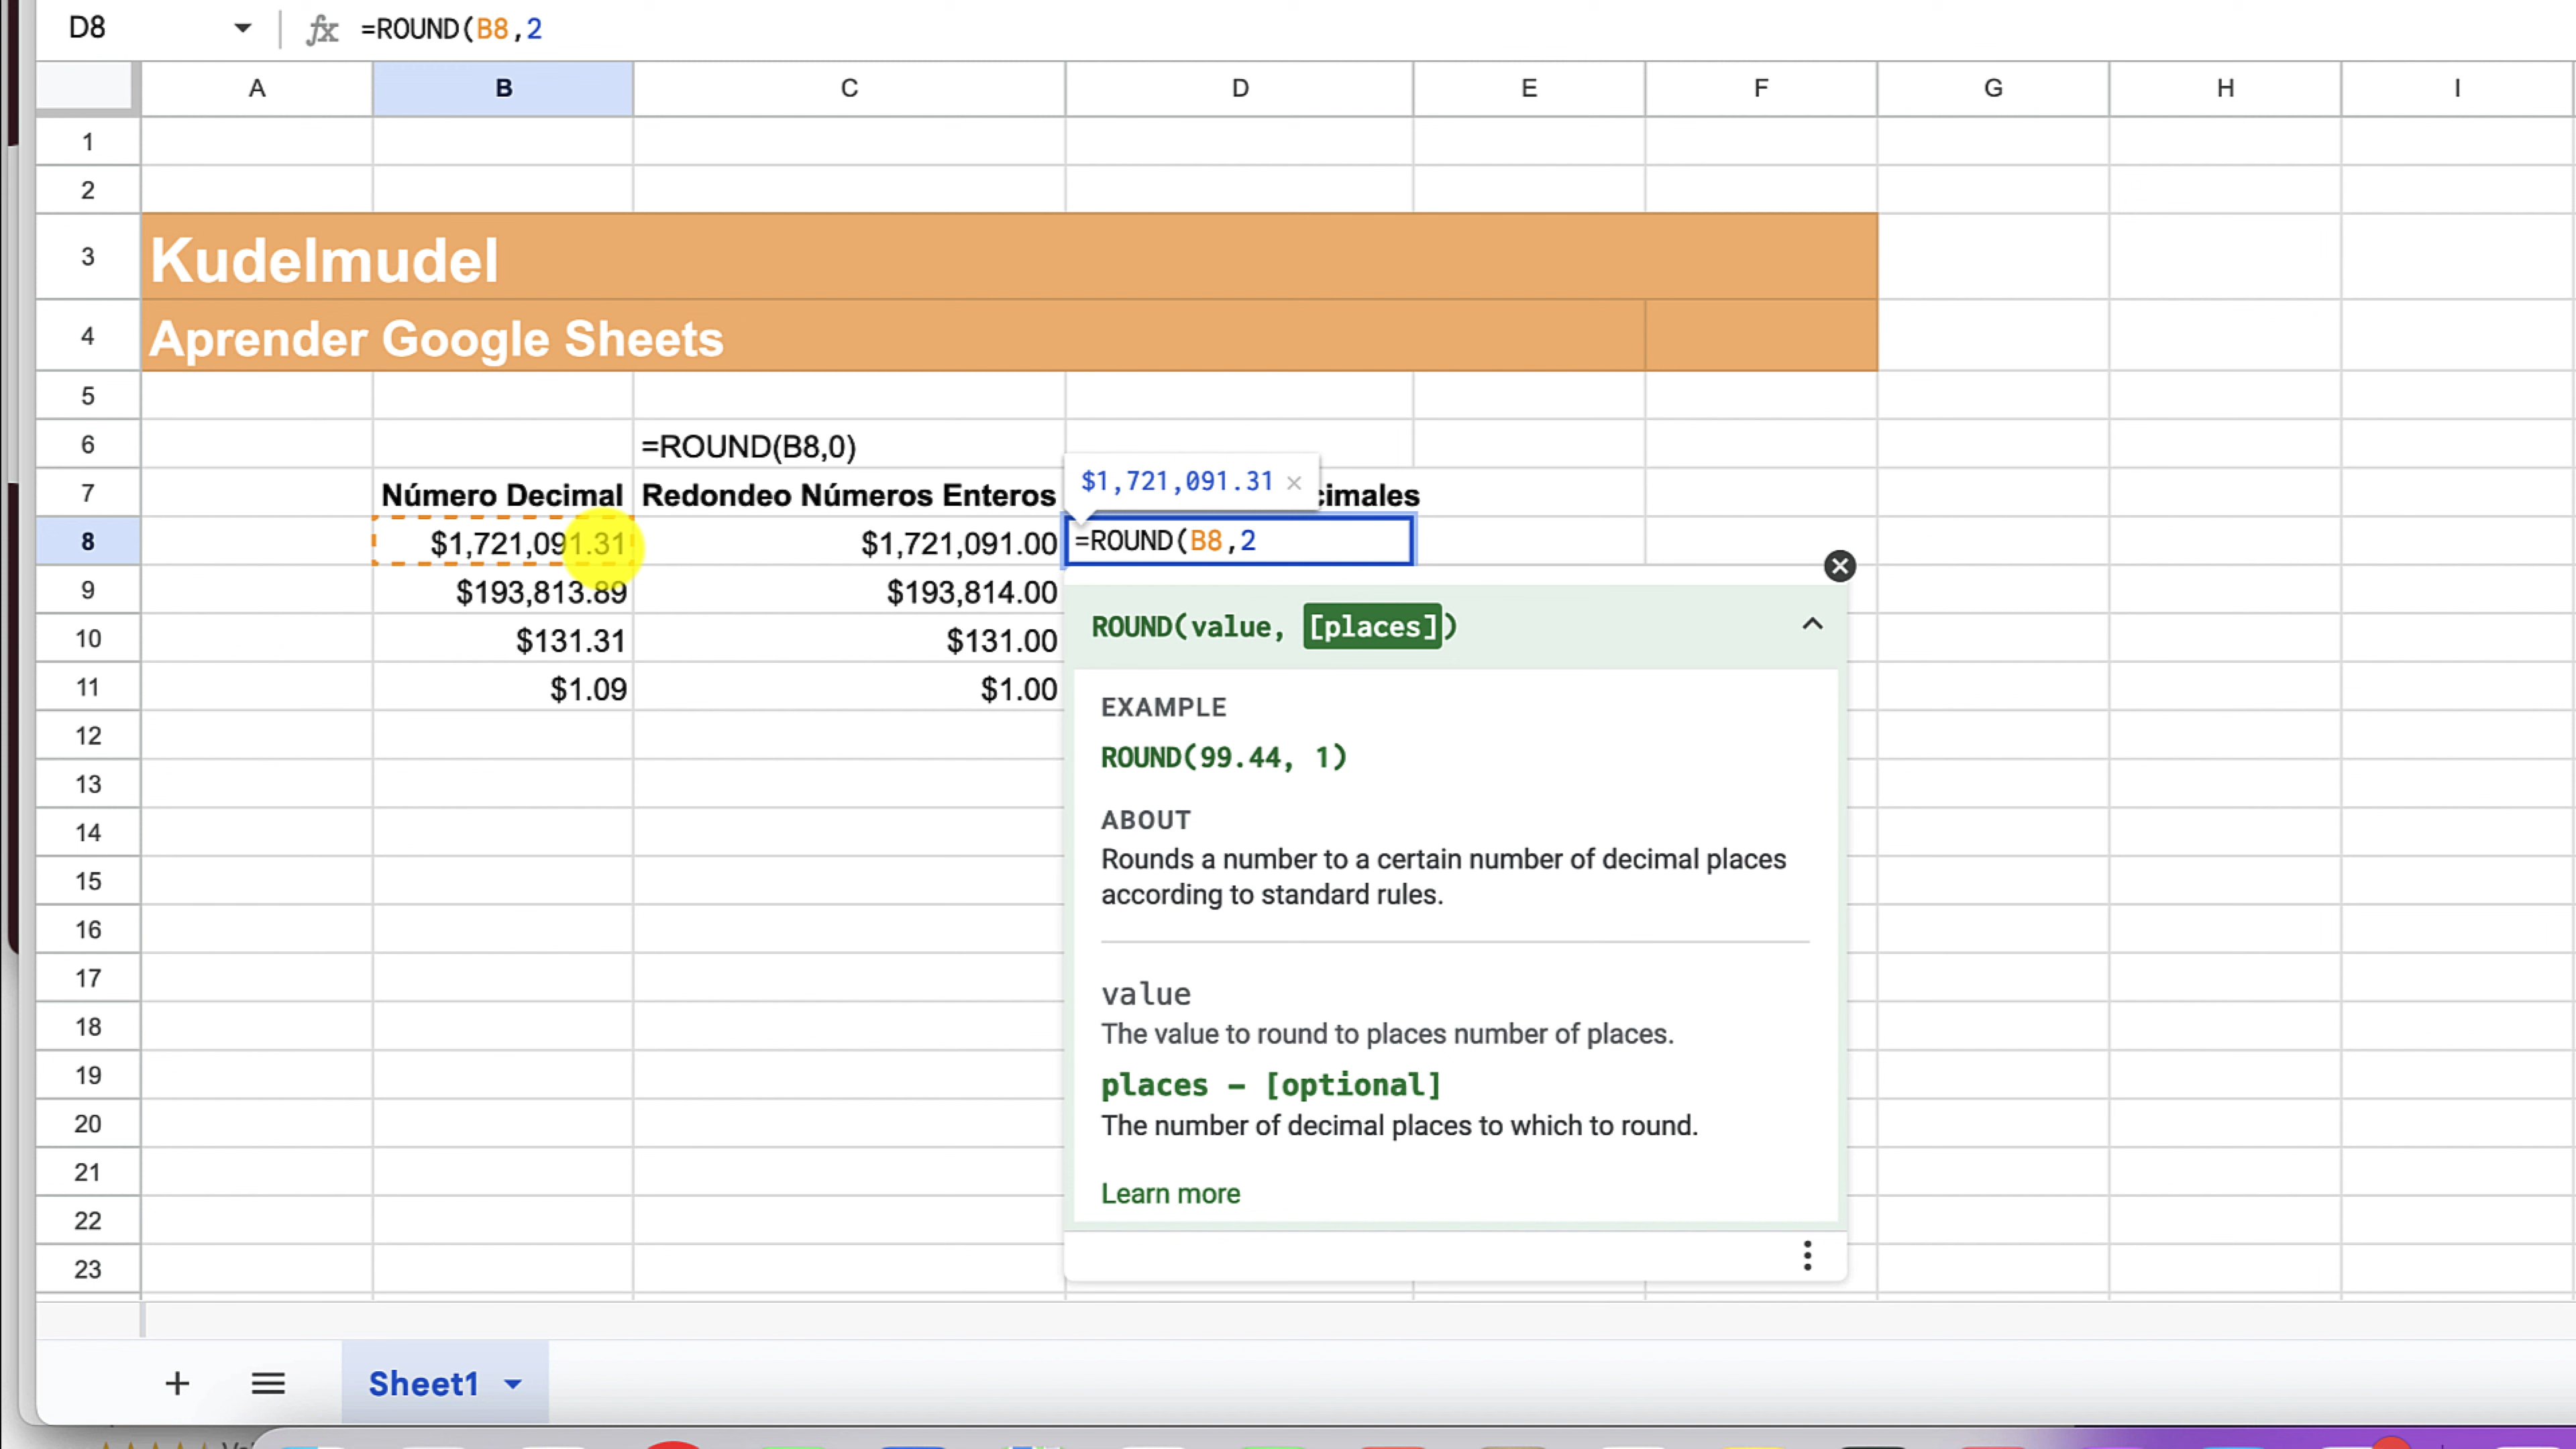 D8 fx =ROUND(B8,2
A B C D E F G H I
1
2
3 Kudelmudel
4 Aprender Google Sheets
5
6 =ROUND(B8,0)
$1,721,091.31 ×
7 Número Decimal Redondeo Números Enteros cimales
8 $1,721,091.31 $1,721,091.00 =ROUND(B8,2
9 $193,813.89 $193,814.00
ROUND(value, [places])
10 $131.31 $131.00
11 $1.09 $1.00
EXAMPLE
12
ROUND(99.44, 1)
13
ABOUT
14
Rounds a number to a certain number of decimal places
15
according to standard rules.
16
17
value
18
The value to round to places number of places.
19
places – [optional]
20
The number of decimal places to which to round.
21
Learn more
22
23
+ Sheet1